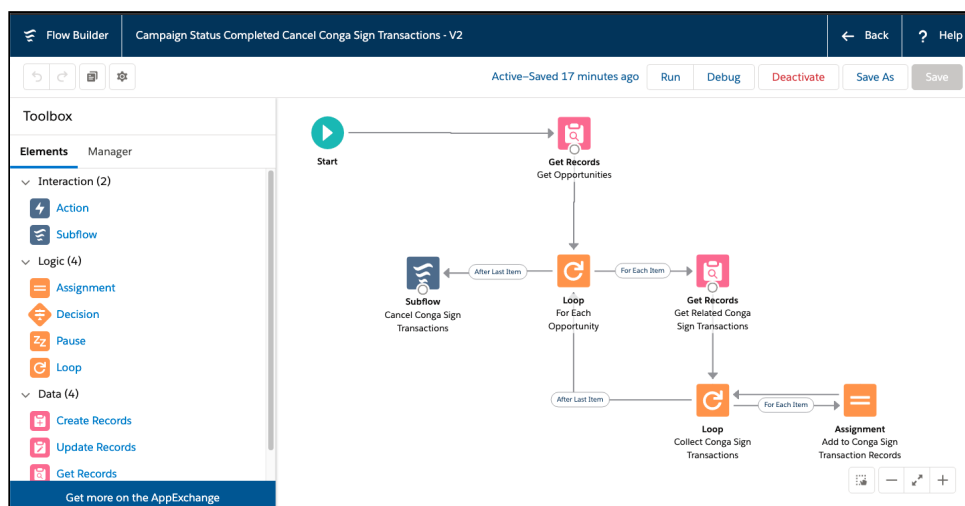 Flow Builder
Campaign Status Completed Cancel Conga Sign Transactions - V2
Back
? Help
Active–Saved 17 minutes ago
Run
Debug
Deactivate
Save As
Save
Toolbox
Elements
Manager
Interaction (2)
Action
Subflow
Logic (4)
Assignment
Decision
Pause
Loop
Data (4)
Create Records
Update Records
Get Records
Get more on the AppExchange
Start
Get Records
Get Opportunities
After Last Item
For Each Item
Subflow
Cancel Conga Sign
Transactions
Loop
For Each
Opportunity
Get Records
Get Related Conga
Sign Transactions
After Last Item
For Each Item
Loop
Collect Conga Sign
Transactions
Assignment
Add to Conga Sign
Transaction Records